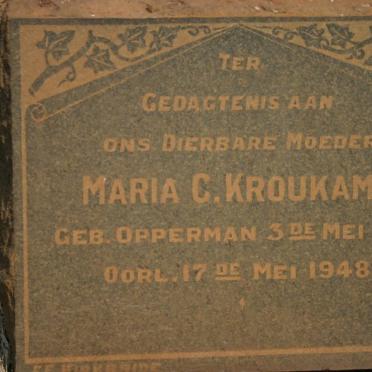 TER
GEDAGTENIS AAN
ONS DIERBARE MOEDER
MARIA C. KROUKAM
GEB. OPPERMAN 3DE MEI
OORL. 17 DE MEI 1948